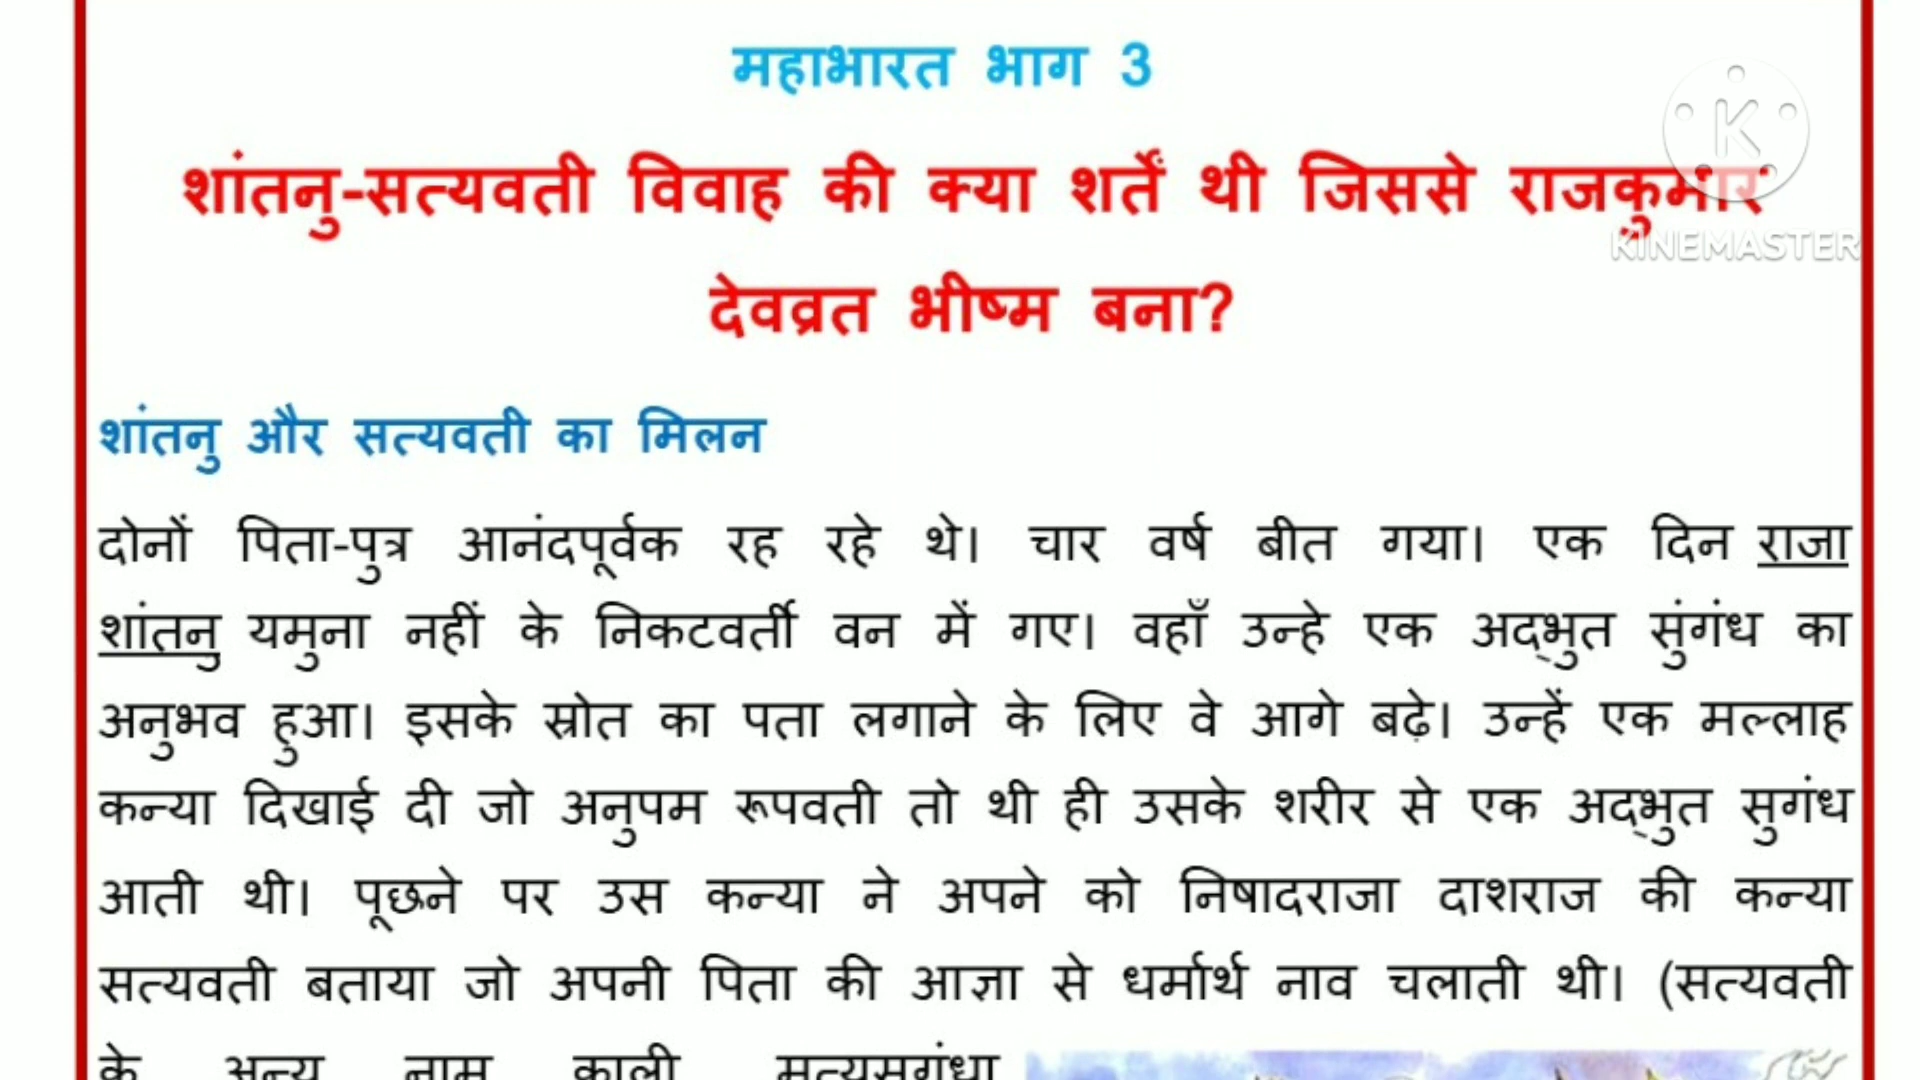 महाभारत भाग 3
K
शांतनु-सत्यवती विवाह की क्या शर्तें थी जिससे राजकुमार
KINEMASTER
देवव्रत भीष्म बना?
शांतनु और सत्यवती का मिलन
दोनों पिता-पुत्र आनंदपूर्वक रह रहे थे। चार वर्ष बीत गया। एक दिन राजा
शांतनु यमुना नहीं के निकटवर्ती वन में गए। वहाँ उन्हे एक अद्‌भुत सुंगंध का
अनुभव हुआ। इसके स्रोत का पता लगाने के लिए वे आगे बढ़े। उन्हें एक मल्लाह
कन्या दिखाई दी जो अनुपम रूपवती तो थी ही उसके शरीर से एक अद्‌भुत सुगंध
आती थी। पूछने पर उस कन्या ने अपने को निषादराजा दाशराज की कन्या
सत्यवती बताया जो अपनी पिता की आज्ञा से धर्मार्थ नाव चलाती थी। (सत्यवती
के अन्य नाम काली मत्यसुगंधा